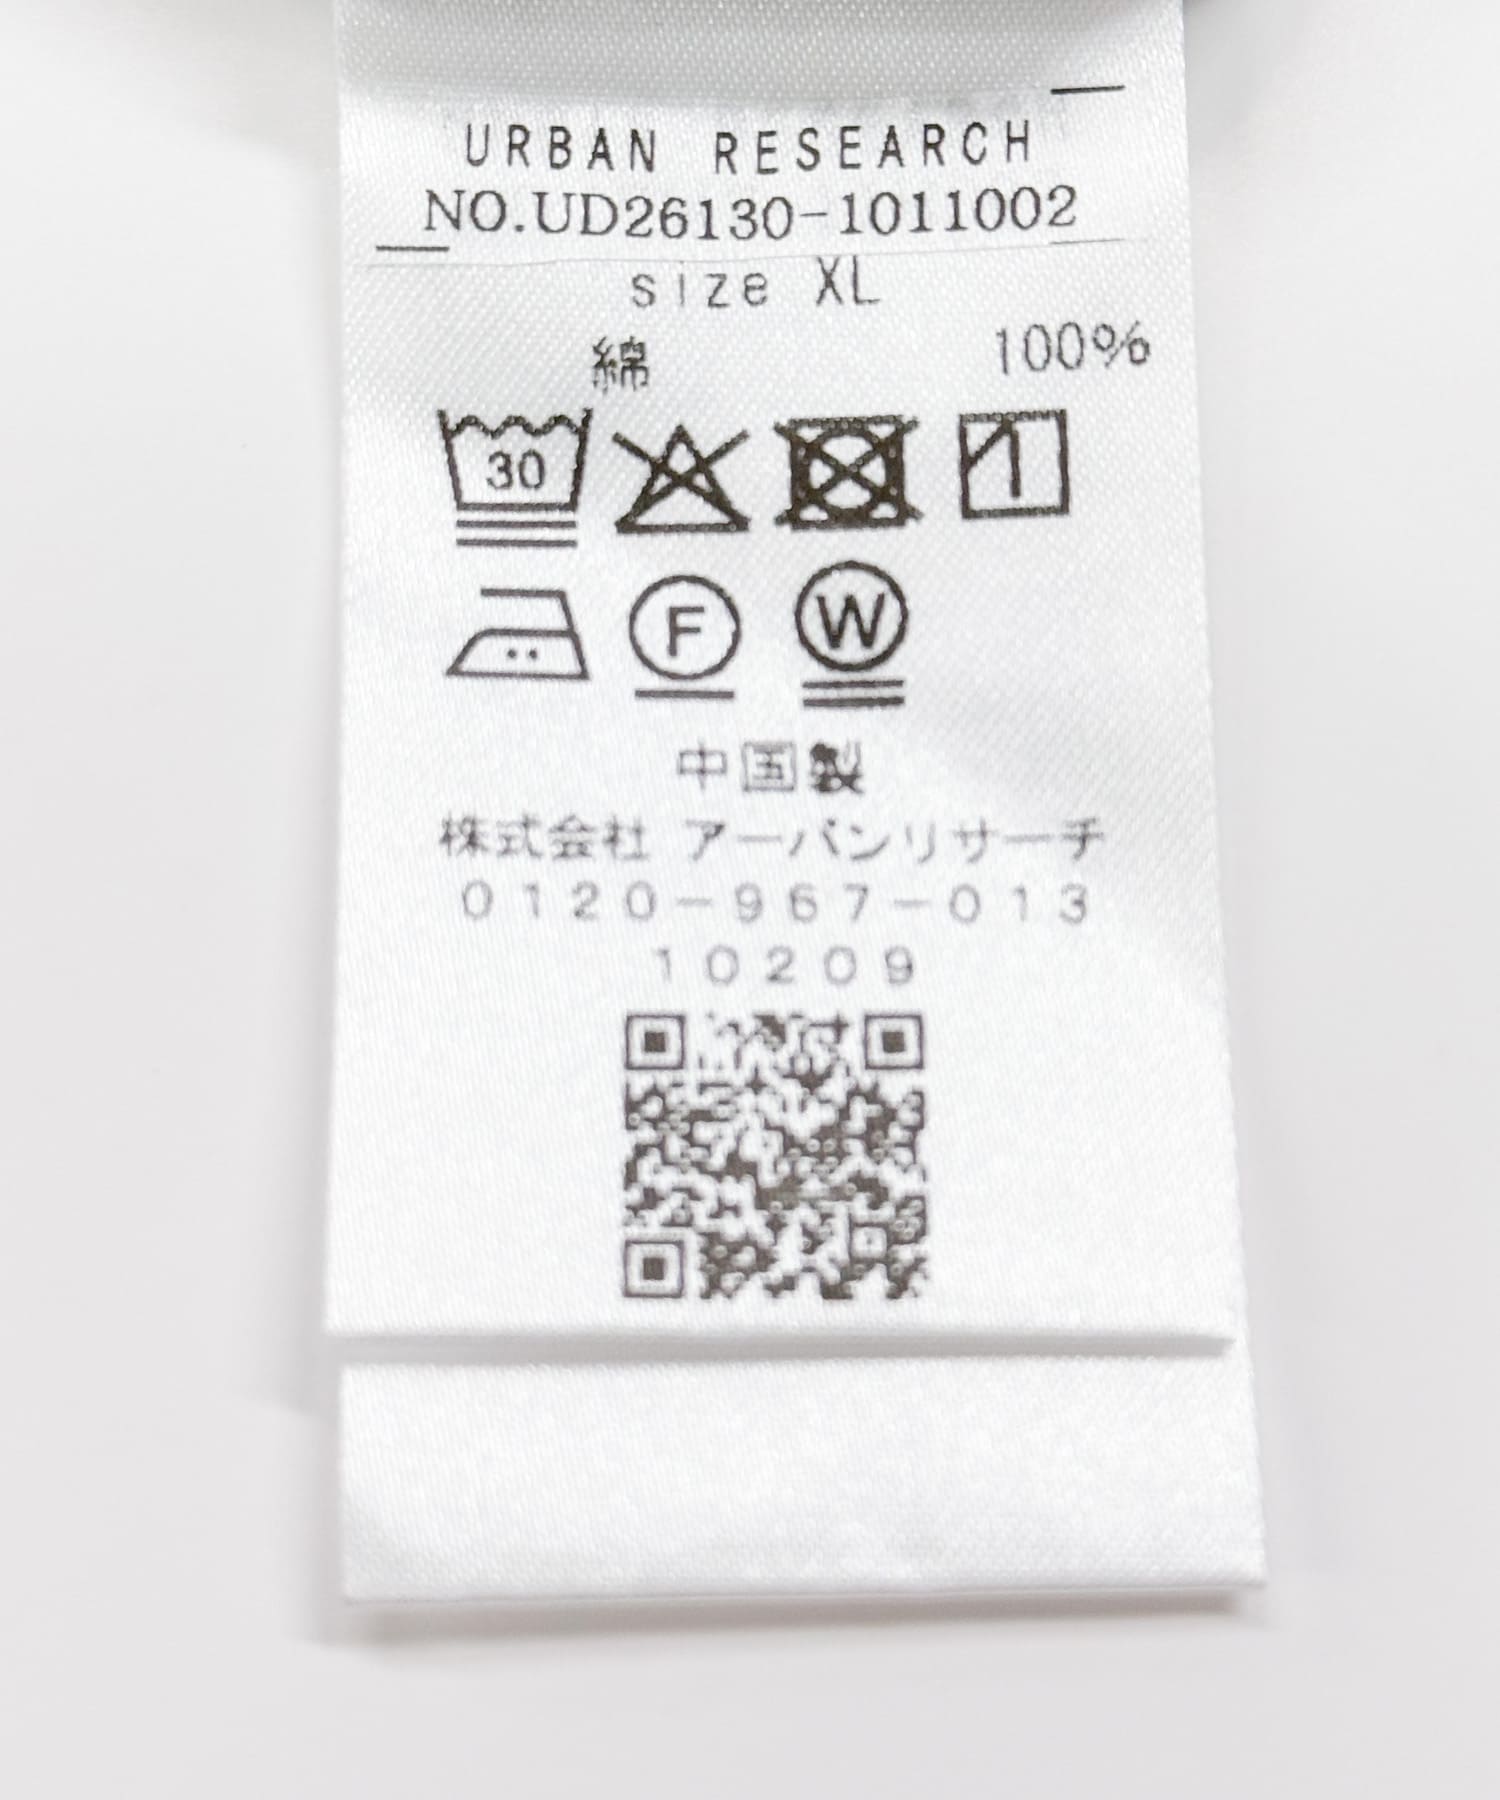 URBAN RESEARCH
NO.UD26130-1011002
size XL
綿 100%
30
F W
中国製
株式会社 アーバンリサーチ
0120-967-013
10209